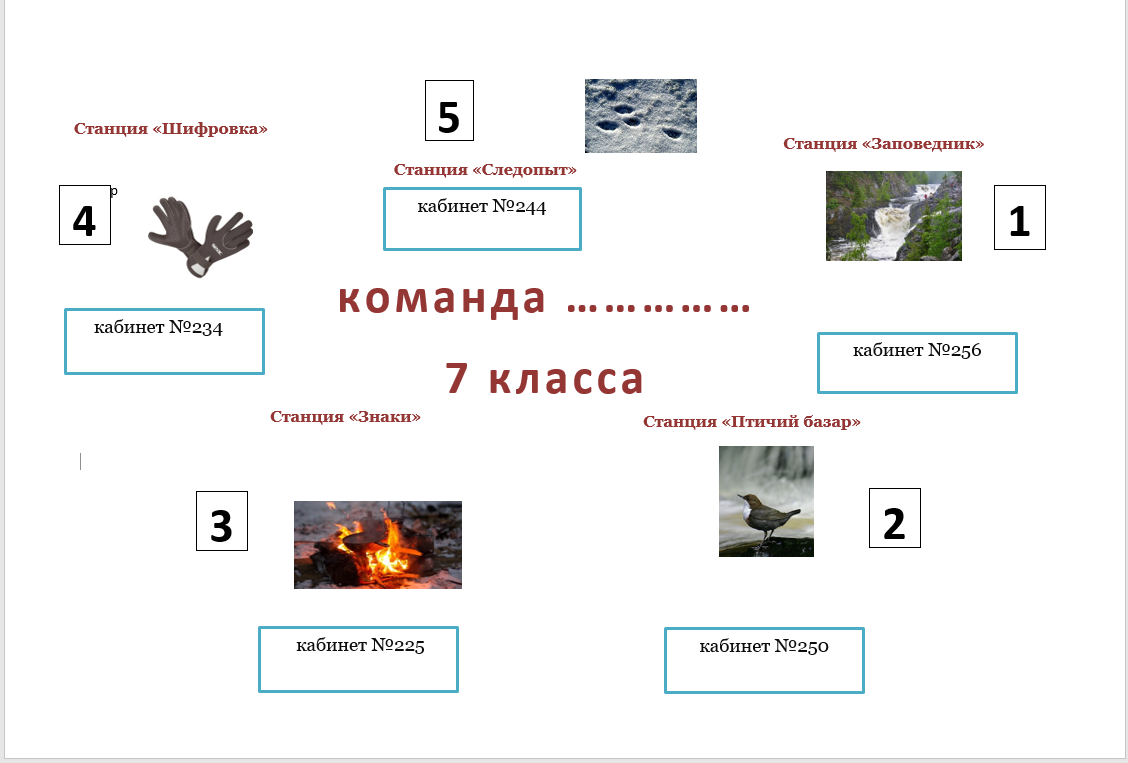 5
Станция «Шифровка»
Станция «Заповедник»
Станция «Следопыт»
р
4
кабинет №244
1
команда ……………
кабинет №234
кабинет №256
7 класса
Станция «Знаки»
Станция «Птичий базар»
3
2
кабинет №225
кабинет №250